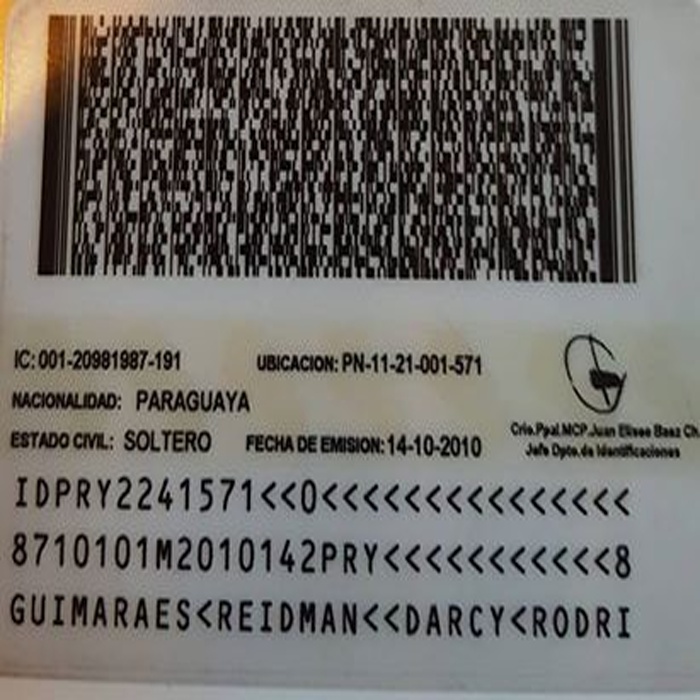 IC: 001-20981987-191 UBICACION: PN-11-21-001-571
NACIONALIDAD: PARAGUAYA
ESTADO CIVIL: SOLTERO FECHA DE EMISION: 14-10-2010
Crio.Ppal.MCP.Juan Eliseo Baez Ch.
Jefe Dpto.de Identificaciones
IDPRY2241571<<0<<<<<<<<<<<<<<<
8710101M2010142PRY<<<<<<<<<<<8
GUIMARAES<REIDMAN<<DARCY<RODRI